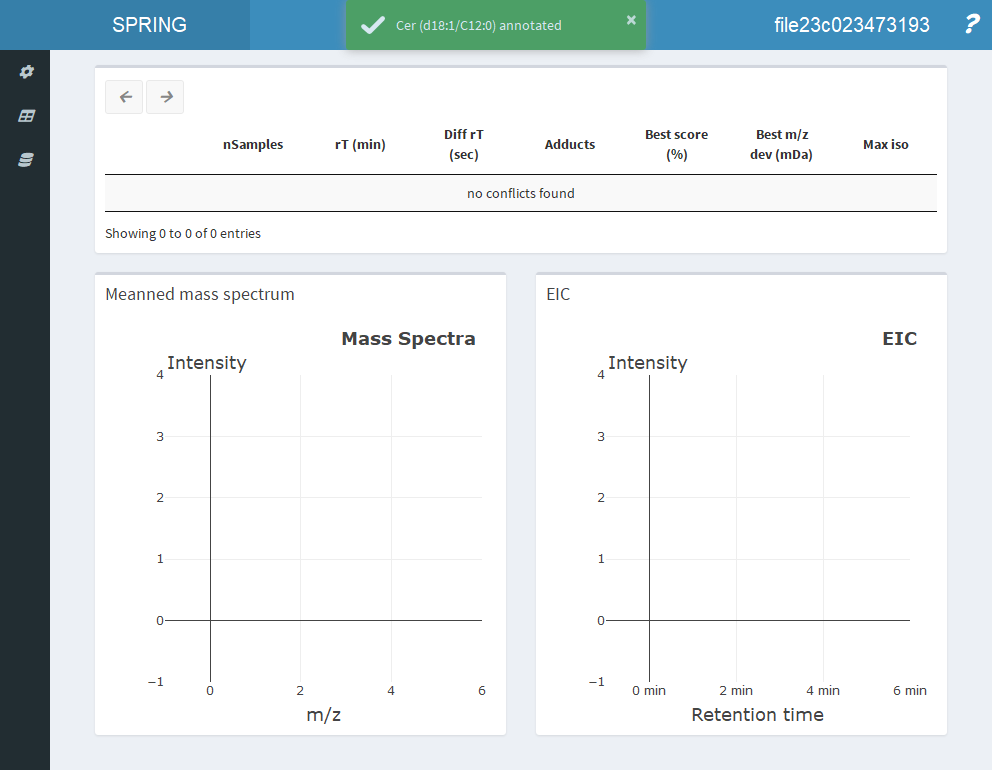 SPRING
Cer (d18:1/C12:0) annotated
×
file23c023473193
?
nSamples
rT (min)
Diff rT
(sec)
Adducts
Best score
(%)
Best m/z
dev (mDa)
Max iso
no conflicts found
Showing 0 to 0 of 0 entries
Meanned mass spectrum
Mass Spectra
Intensity
4
3
2
1
0
−1
0 2 4 6
m/z
EIC
EIC
Intensity
4
3
2
1
0
−1
0 min 2 min 4 min 6 min
Retention time